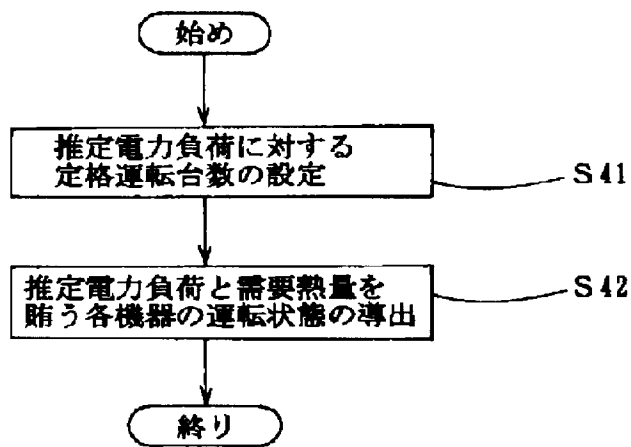 始め
推定電力負荷に対する
定格運転台数の設定
S41
推定電力負荷と需要熱量を
賄う各機器の運転状態の導出
S42
終り